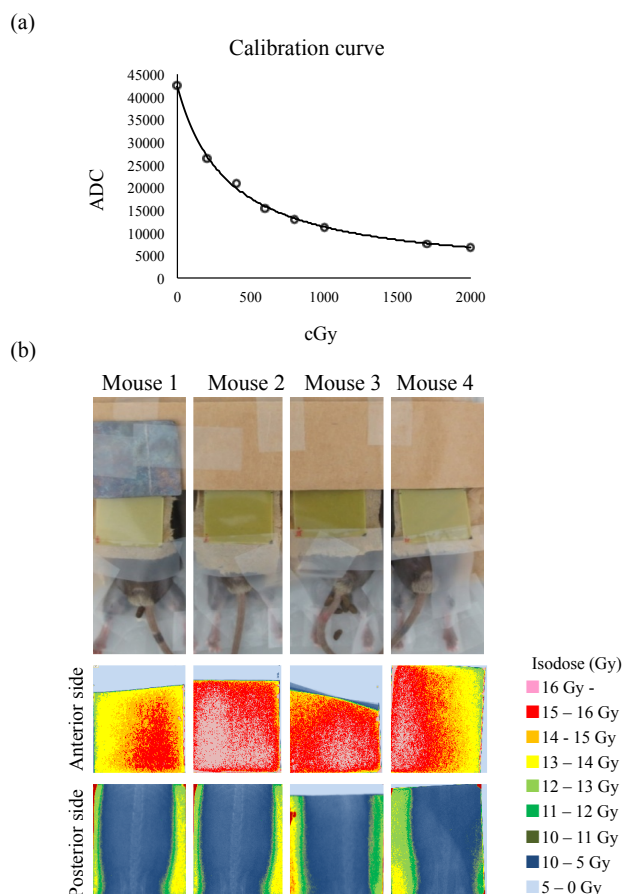 (a)
Calibration curve
45000
40000
35000
30000
25000
20000
15000
10000
5000
0
ADC
0 500 1000 1500 2000
cGy
(b)
Mouse 1 Mouse 2 Mouse 3 Mouse 4
Anterior side
Posterior side
Isodose (Gy)
16 Gy -
15 – 16 Gy
14 - 15 Gy
13 – 14 Gy
12 – 13 Gy
11 – 12 Gy
10 – 11 Gy
10 – 5 Gy
5 – 0 Gy